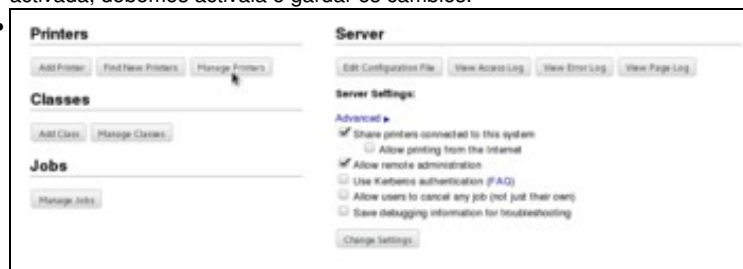 activada, debemos activala e gardar os cambios.
Printers
Add Printer Find New Printers Manage Printers
Classes
Add Class Manage Classes
Jobs
Manage Jobs
Server
Edit Configuration File View Access Log View Error Log View Page Log
Server Settings:
Advanced ▸
Share printers connected to this system
Allow printing from the Internet
Allow remote administration
Use Kerberos authentication (FAQ)
Allow users to cancel any job (not just their own)
Save debugging information for troubleshooting
Change Settings